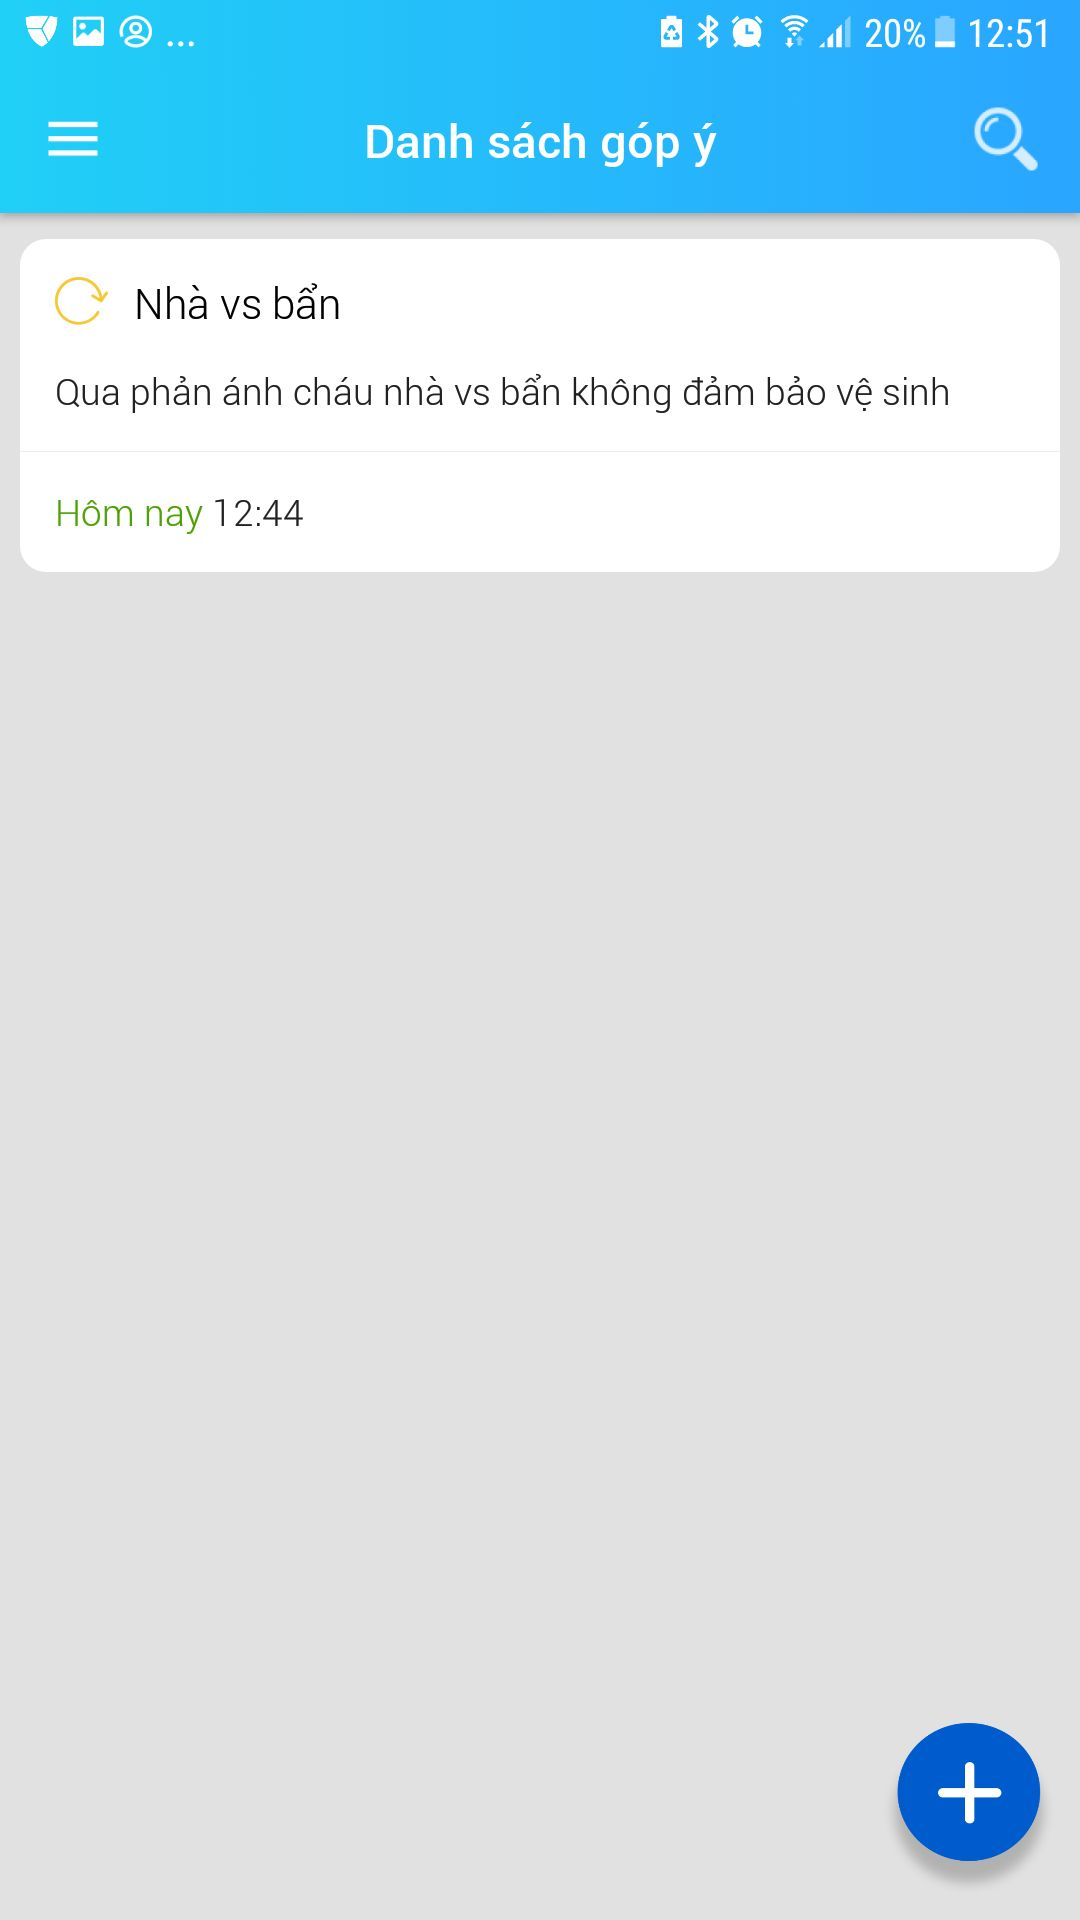 ... 20% 12:51
Danh sách góp ý
Nhà vs bẩn
Qua phản ánh cháu nhà vs bẩn không đảm bảo vệ sinh
Hôm nay 12:44